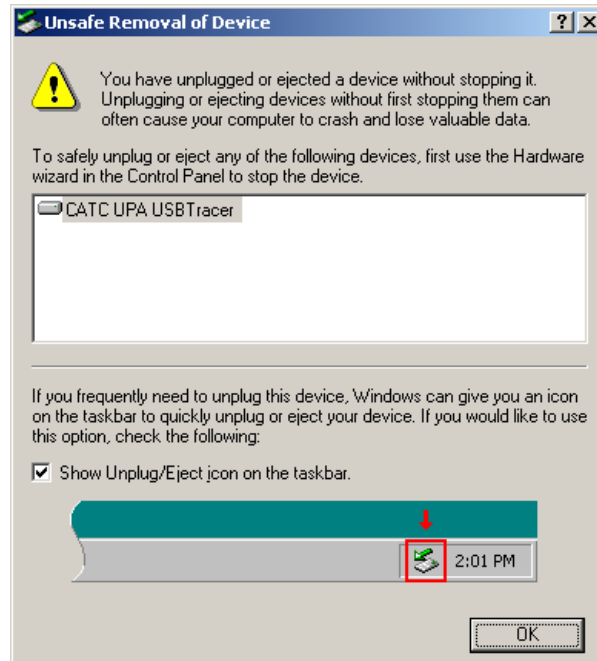 Unsafe Removal of Device
You have unplugged or ejected a device without stopping it.
Unplugging or ejecting devices without first stopping them can
often cause your computer to crash and lose valuable data.
To safely unplug or eject any of the following devices, first use the Hardware
wizard in the Control Panel to stop the device.
CATC UPA USBTracer
If you frequently need to unplug this device, Windows can give you an icon
on the taskbar to quickly unplug or eject your device. If you would like to use
this option, check the following:
Show Unplug/Eject icon on the taskbar.
2:01 PM
OK